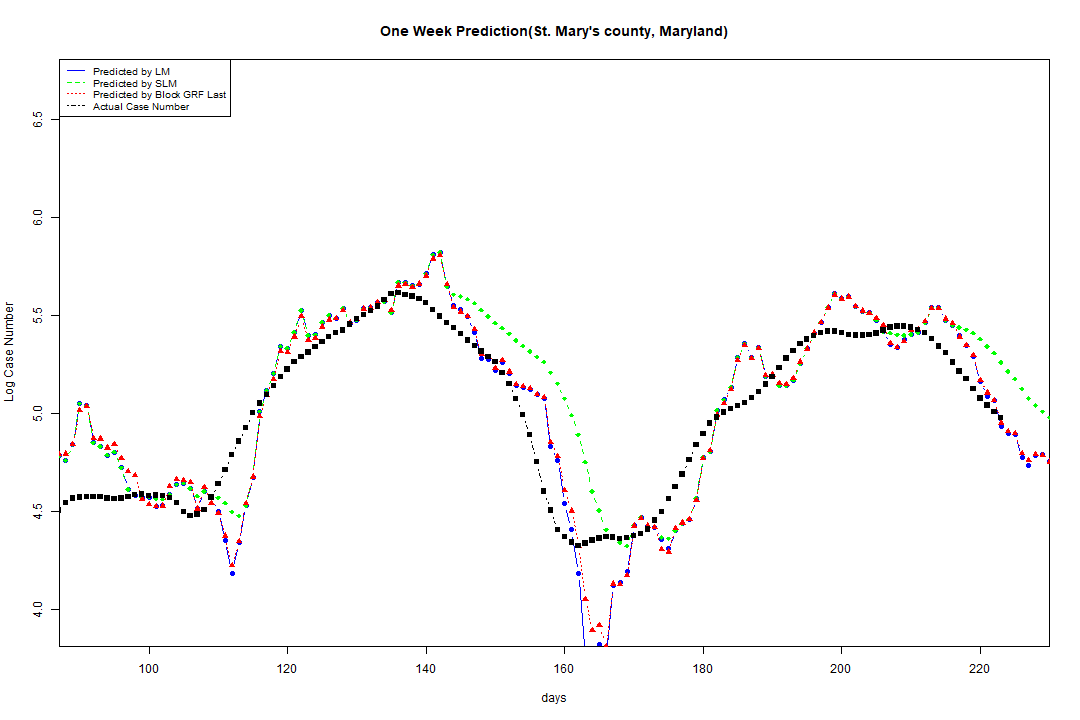 One Week Prediction(St. Mary's county, Maryland)
Predicted by LM
Predicted by SLM
Predicted by Block GRF Last
Actual Case Number
6.5
6.0
5.5
5.0
4.5
4.0
Log Case Number
100 120 140 160 180 200 220
days